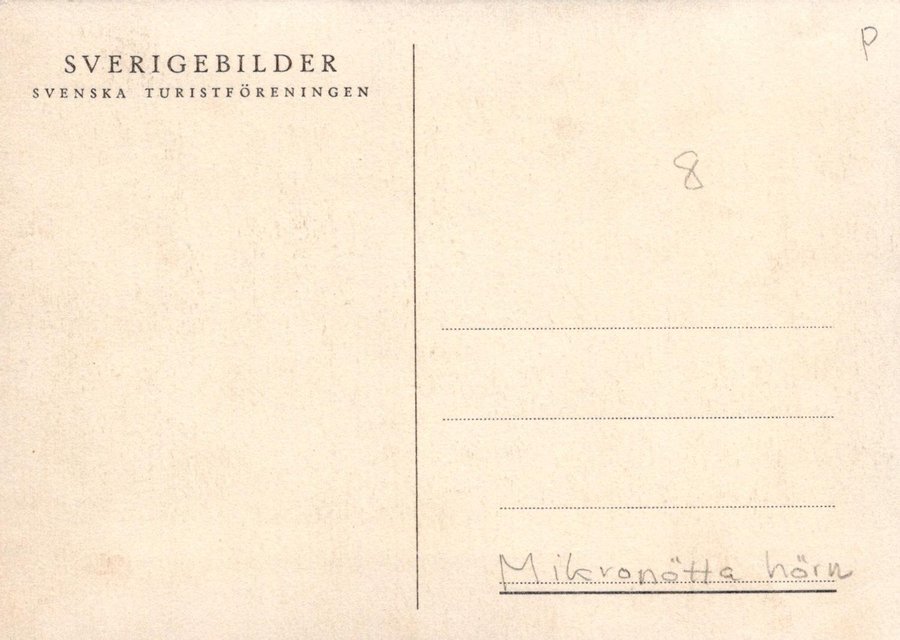 SVERIGEBILDER
SVENSKA TURISTFÖRENINGEN
P
8
Mikronötta hörn